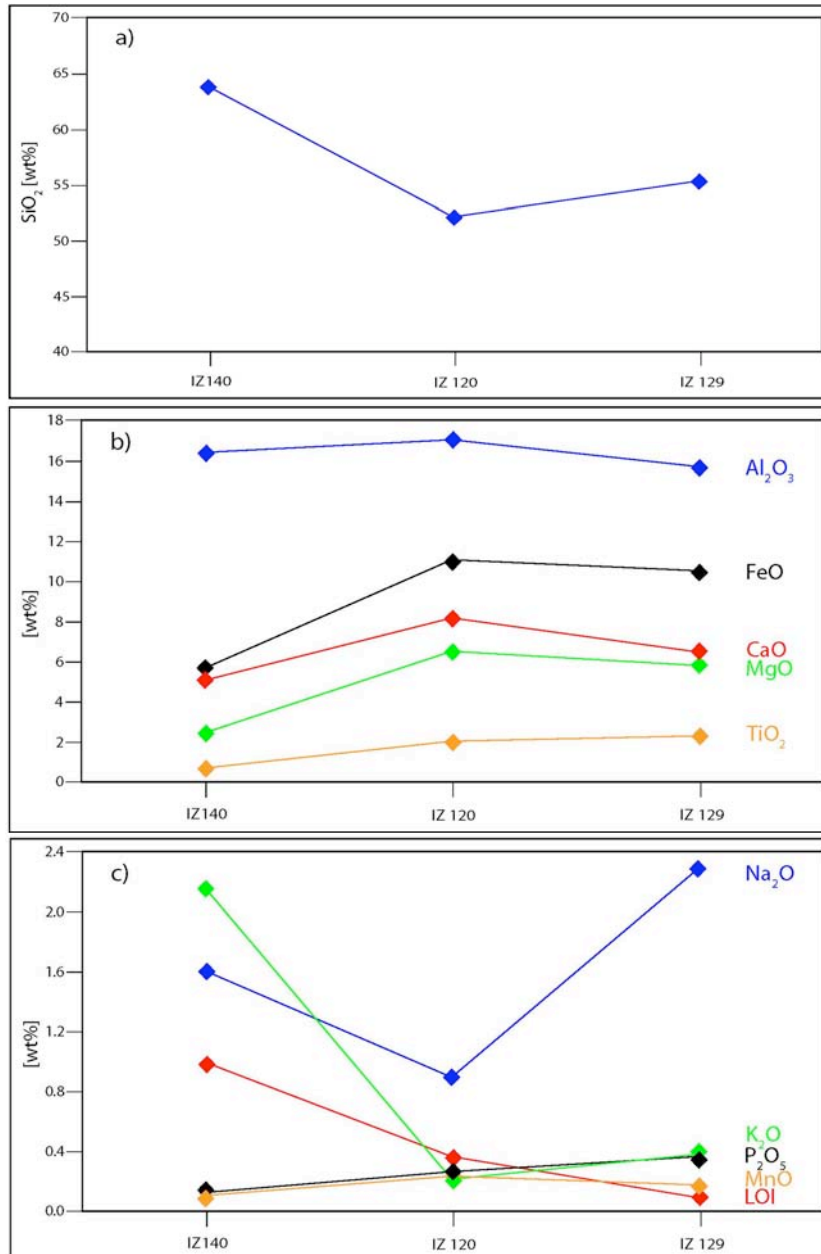 a)
70
65
60
55
50
45
40
SiO₂ [wt%]
IZ140 IZ 120 IZ 129
b)
18
16
14
12
10
8
6
4
2
0
[wt%]
Al₂O₃
FeO
CaO
MgO
TiO₂
IZ140 IZ 120 IZ 129
c)
2.4
2.0
1.6
1.2
0.8
0.4
0.0
[wt%]
Na₂O
K₂O
P₂O₅
MnO
LOI
IZ140 IZ 120 IZ 129